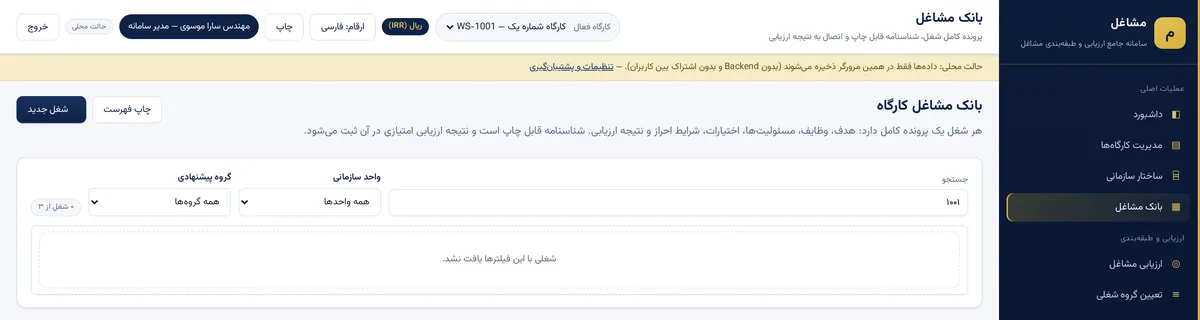 م
مشاغل
سامانه جامع ارزیابی و طبقه‌بندی مشاغل
عملیات اصلی
داشبورد
مدیریت کارگاه‌ها
ساختار سازمانی
بانک مشاغل
ارزیابی و طبقه‌بندی
ارزیابی مشاغل
تعیین گروه شغلی
بانک مشاغل
پرونده کامل شغل، شناسنامه قابل چاپ و اتصال به نتیجه ارزیابی
کارگاه فعال کارگاه شماره یک — WS-1001
ریال (IRR)
ارقام: فارسی
چاپ
مهندس سارا موسوی — مدیر سامانه
حالت محلی
خروج
حالت محلی: داده‌ها فقط در همین مرورگر ذخیره می‌شوند (بدون Backend و بدون اشتراک بین کاربران). — تنظیمات و پشتیبان‌گیری
بانک مشاغل کارگاه
هر شغل یک پرونده کامل دارد: هدف، وظایف، مسئولیت‌ها، اختیارات، شرایط احراز و نتیجه ارزیابی. شناسنامه قابل چاپ است و نتیجه ارزیابی امتیازی در آن ثبت می‌شود.
چاپ فهرست
شغل جدید
جستجو
۱۰۰۱
واحد سازمانی
همه واحدها
گروه پیشنهادی
همه گروه‌ها
۰ شغل از ۳
شغلی با این فیلترها یافت نشد.